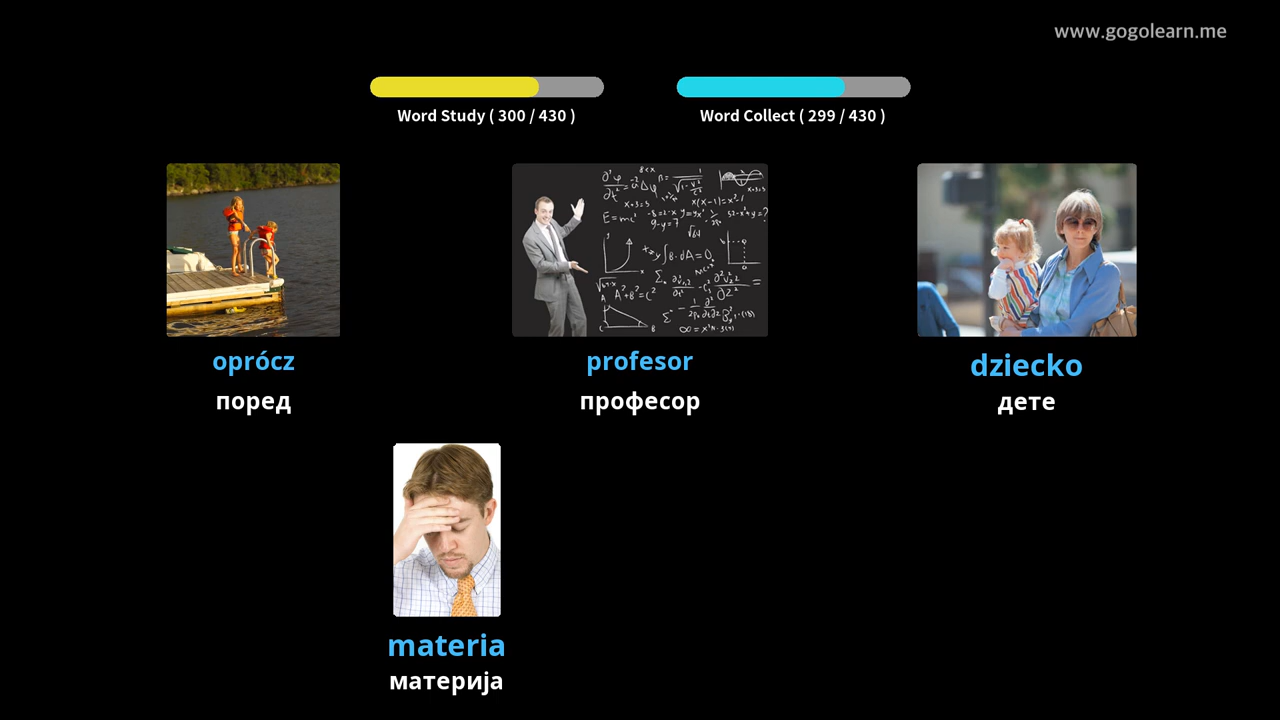 www.gogolearn.me
Word Study ( 300 / 430 )
Word Collect ( 299 / 430 )
oprócz
поред
profesor
професор
dziecko
дете
materia
материја